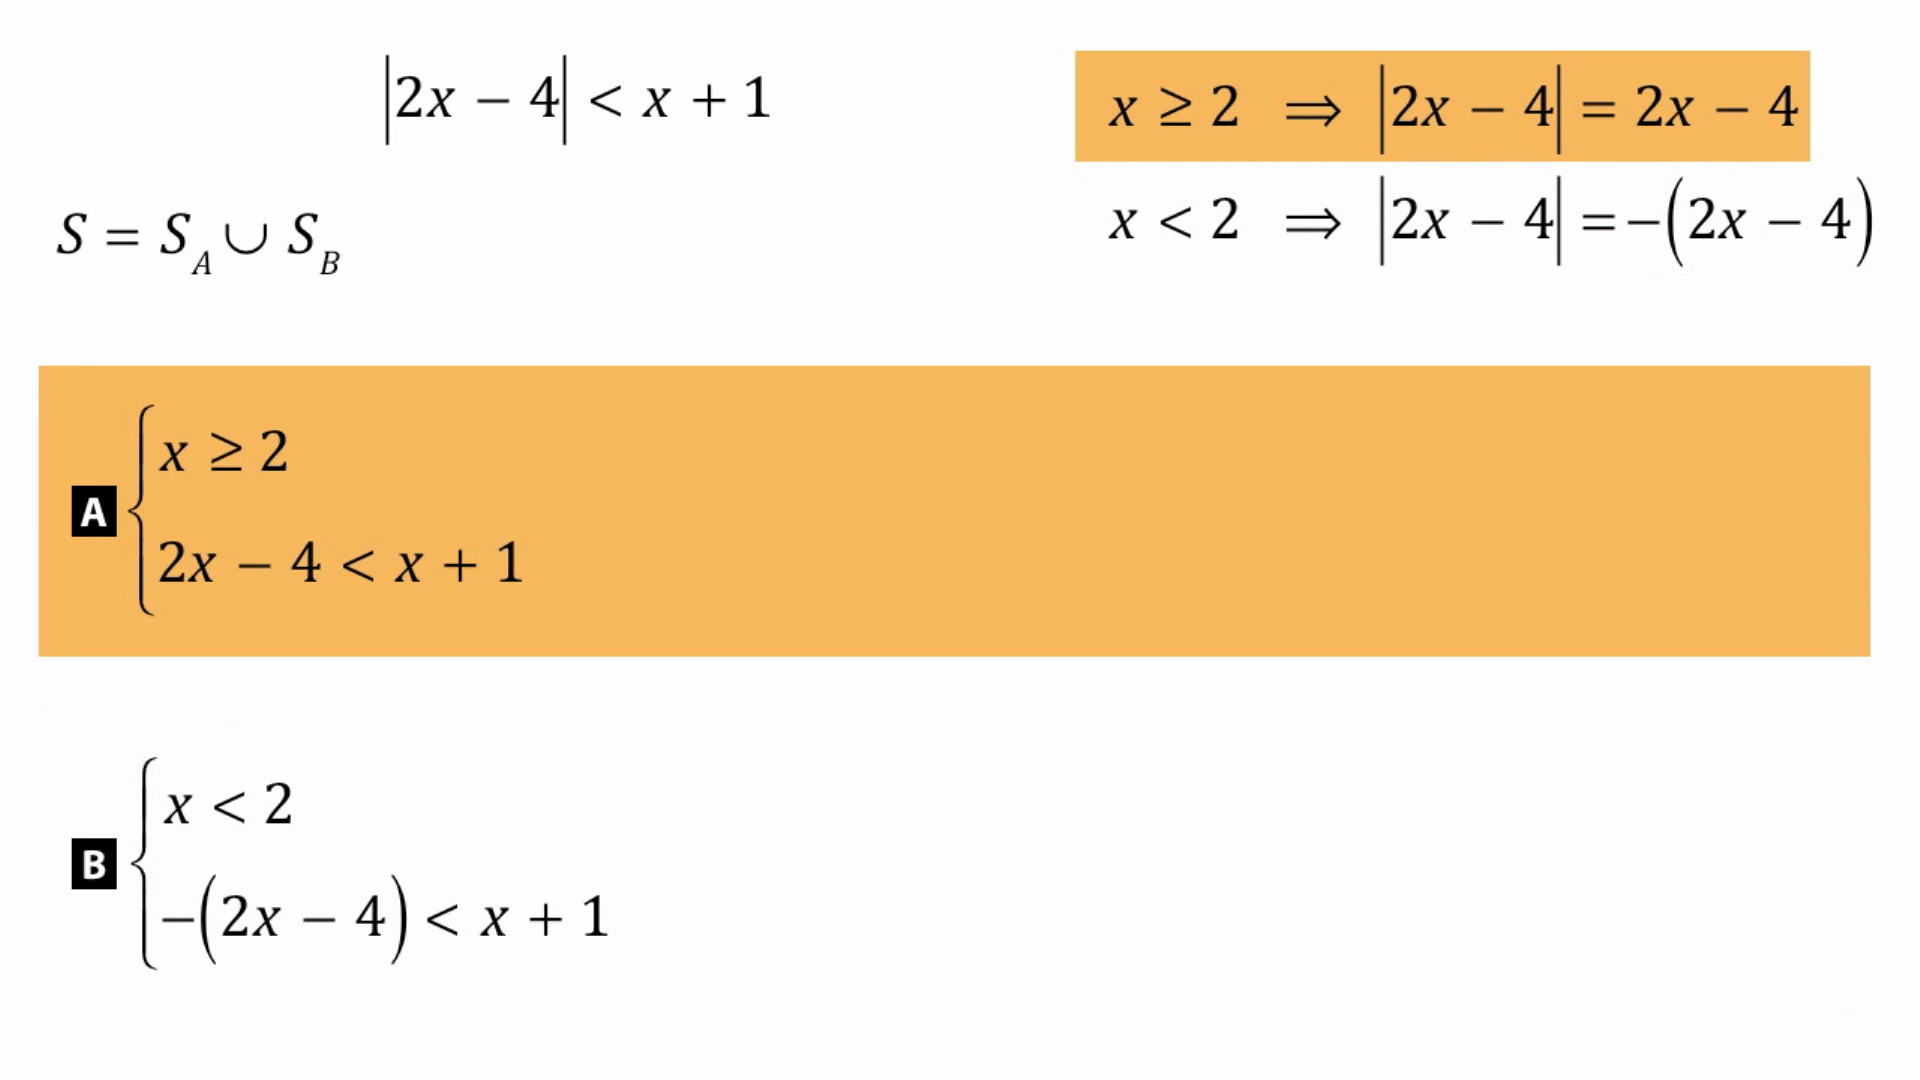 |2x − 4| < x + 1
x ≥ 2 ⇒ |2x − 4| = 2x − 4
x < 2 ⇒ |2x − 4| = −(2x − 4)
S = S_A ∪ S_B
A { x ≥ 2
2x − 4 < x + 1
B { x < 2
−(2x − 4) < x + 1